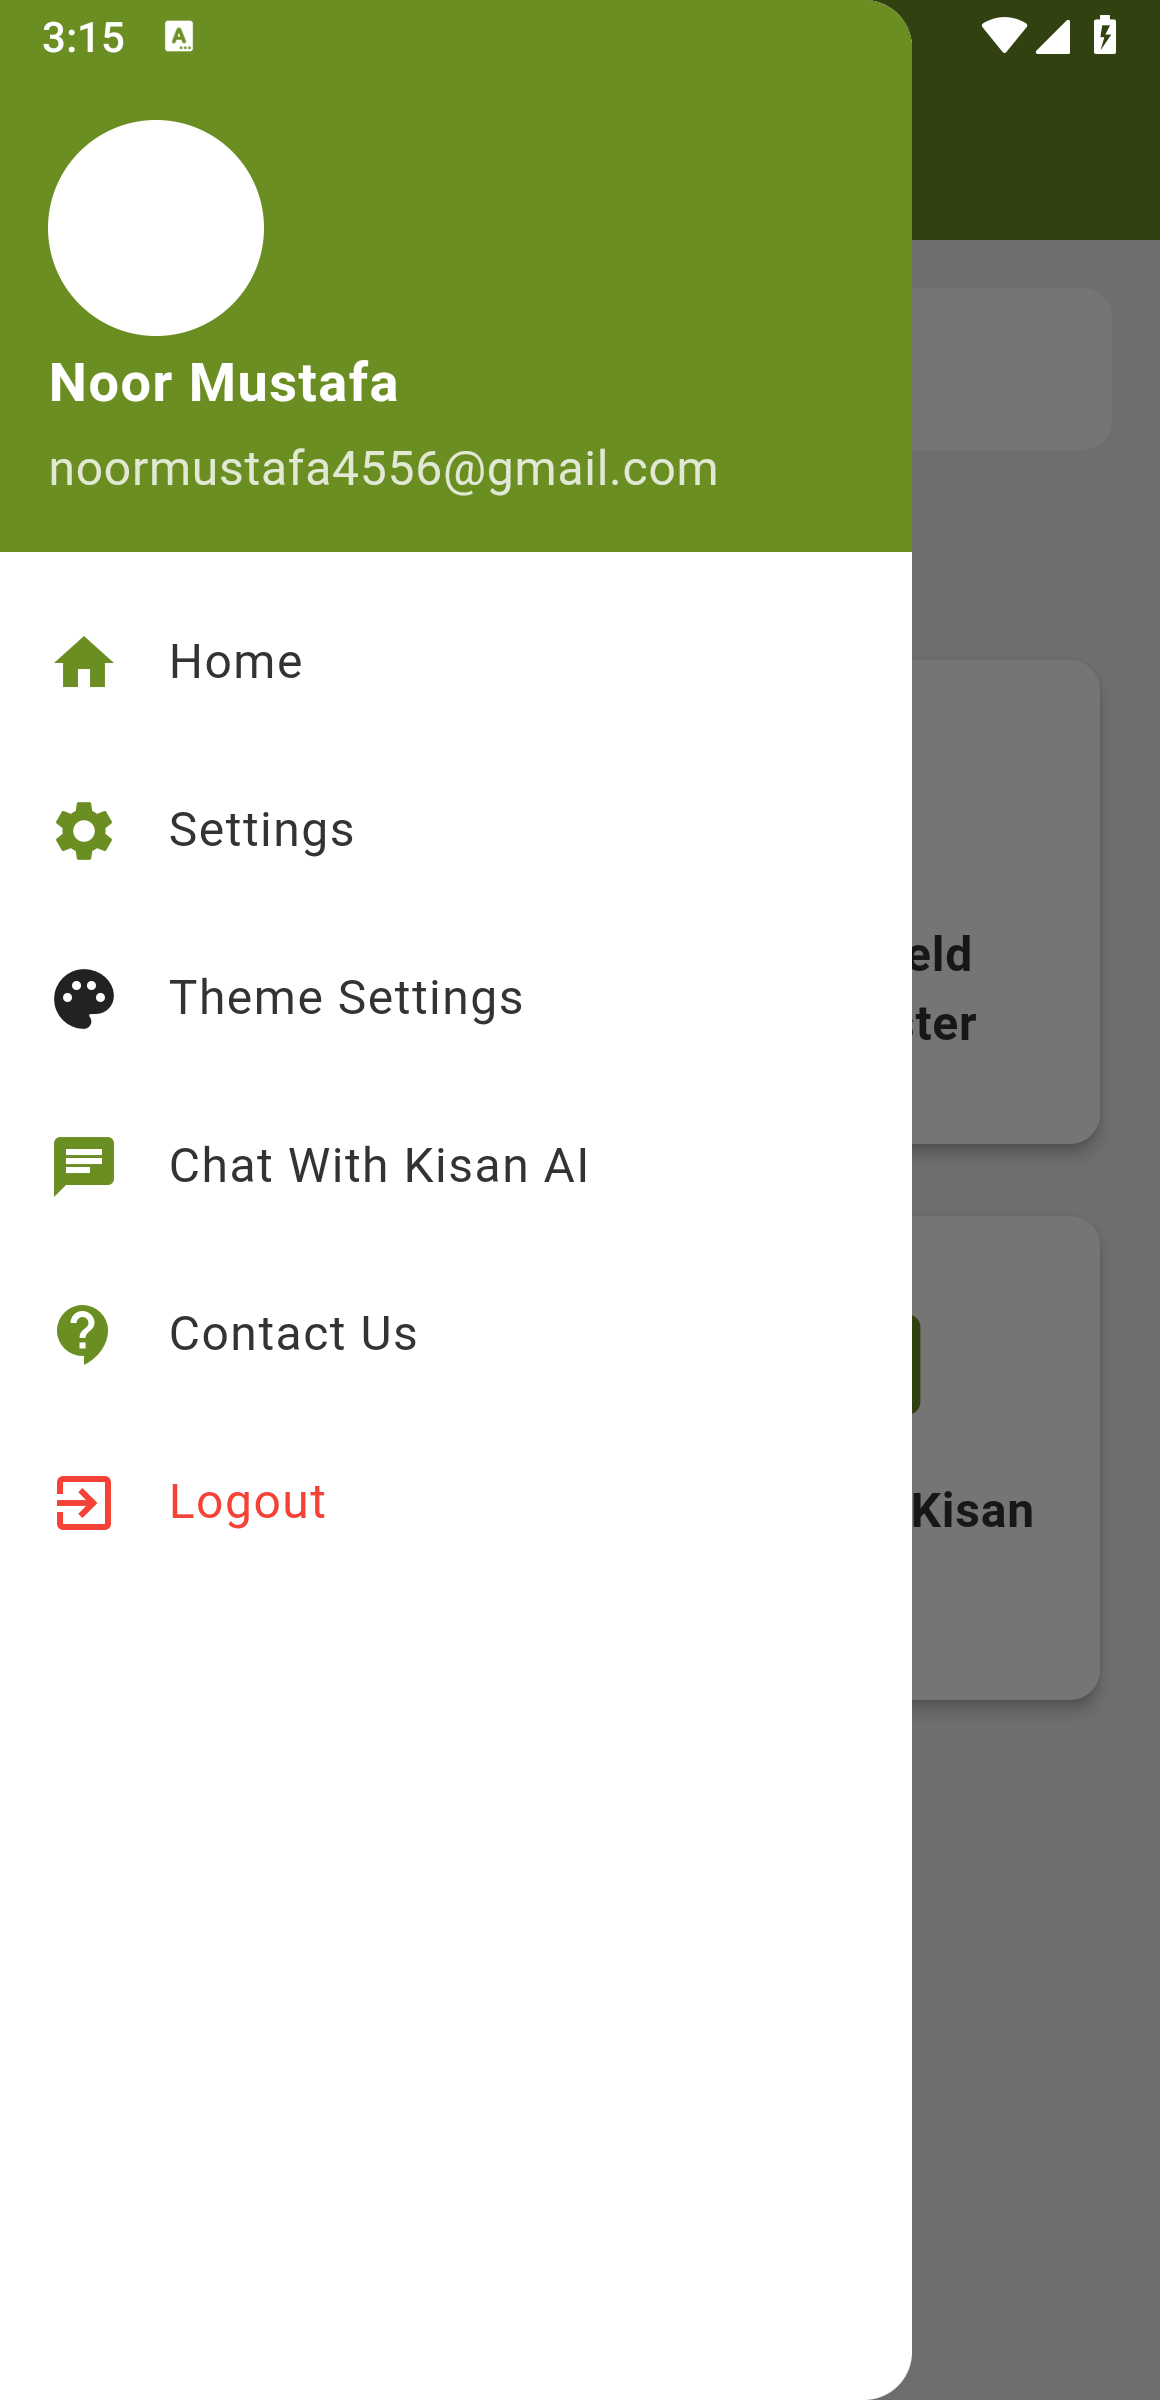 3:15
Noor Mustafa
noormustafa4556@gmail.com
Home
Settings
Theme Settings
Chat With Kisan AI
Contact Us
Logout
eld
ter
Kisan